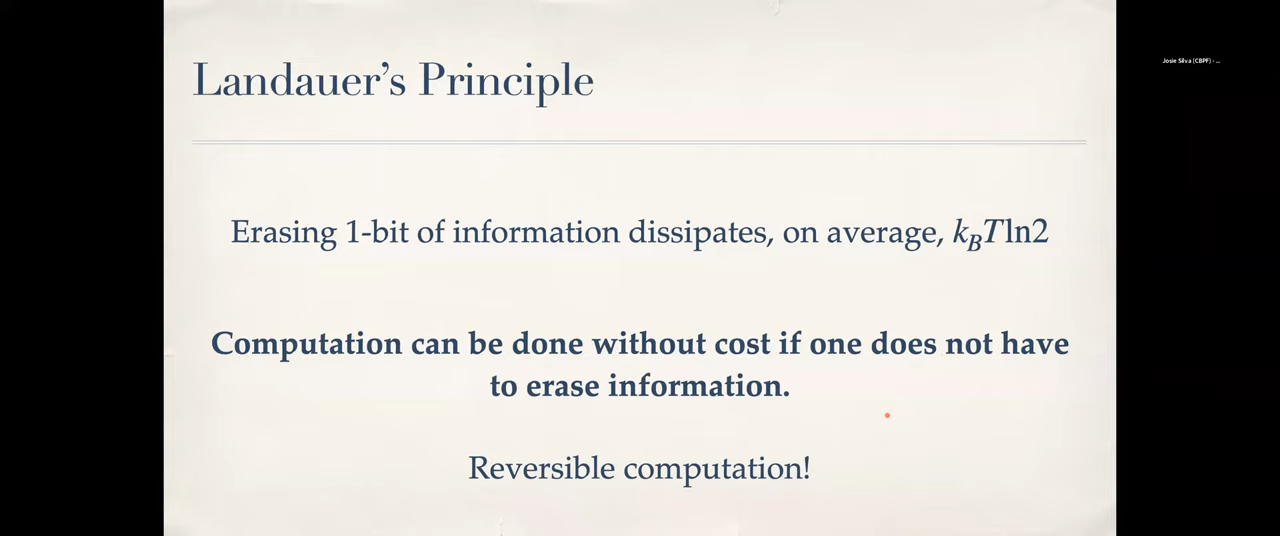 Landauer’s Principle
Josie Silva (CBPF) - ...
Erasing 1-bit of information dissipates, on average, k_BT ln2
Computation can be done without cost if one does not have
to erase information.
Reversible computation!